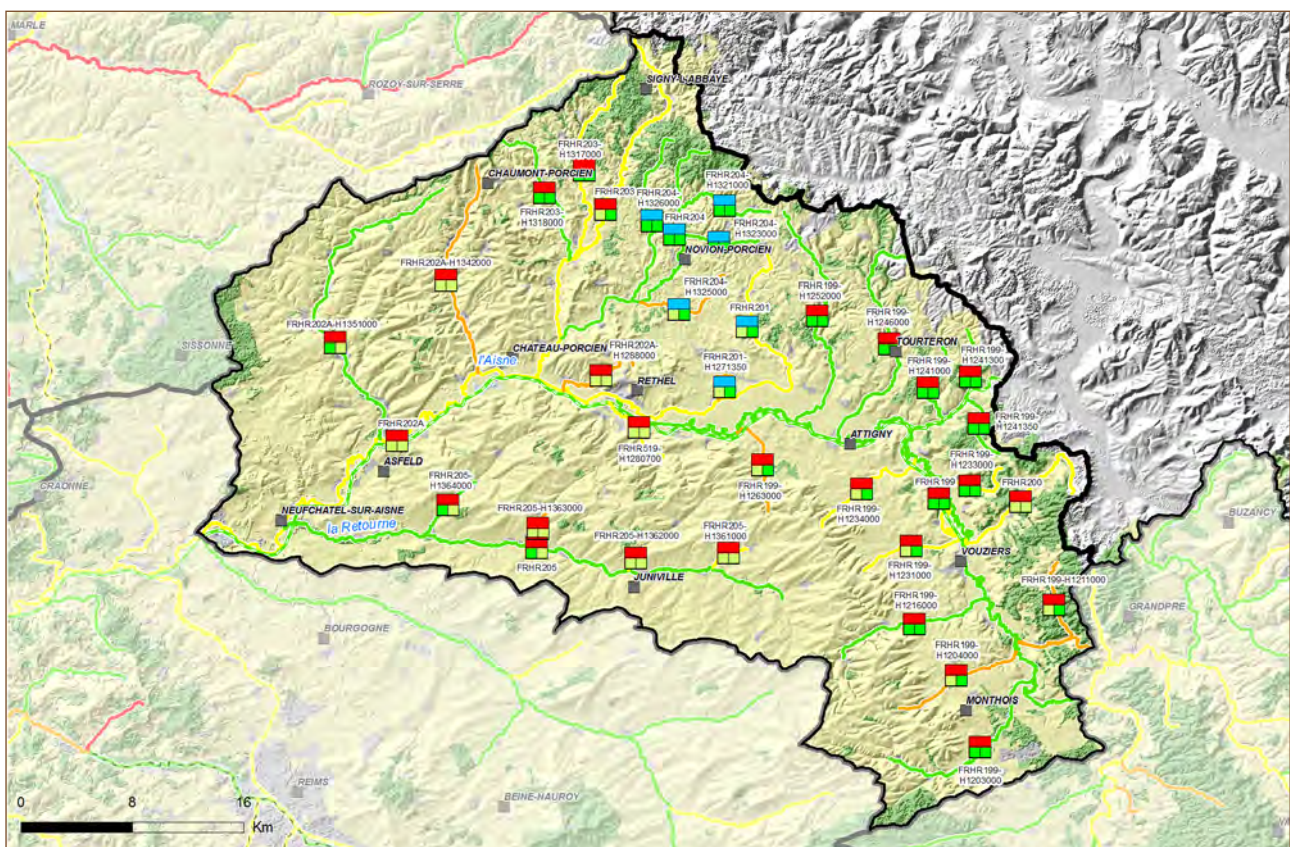 MARLE
ROZOY-SUR-SERRE
SIGNY-L'ABBAYE
FRHR203-
H1317000
CHAUMONT-PORCIEN
FRHR203-
H1318000
FRHR203
FRHR204-
H1326000
FRHR204
FRHR204-
H1321000
FRHR204-
H1323000
NOVION-PORCIEN
FRHR202A-H1342000
FRHR204-
H1325000
FRHR201
FRHR199-
H1252000
FRHR199-
H1246000
TOURTERON
FRHR202A-H1351000
SISSONNE
CHATEAU-PORCIEN
l'Aisne
FRHR202A-
H1288000
RETHEL
FRHR201-
H1271350
FRHR199-
H1241000
FRHR199-
H1241300
FRHR199-
H1241350
FRHR202A
ASFELD
FRHR519-
H1280700
ATTIGNY
FRHR199-
H1263000
FRHR199-
H1233000
FRHR200
FRHR199
FRHR199-
H1234000
CRAONNE
FRHR205-
H1364000
NEUFCHATEL-SUR-AISNE
la Retourne
FRHR205-H1363000
FRHR205
FRHR205-H1362000
JUNIVILLE
FRHR205-
H1361000
FRHR199-
H1231000
VOUZIERS
BUZANCY
FRHR199-H1211000
GRANDPRE
FRHR199-
H1216000
BOURGOGNE
FRHR199-
H1204000
MONTHOIS
FRHR199-
H1203000
REIMS
BEINE-NAUROY
0 8 16
Km